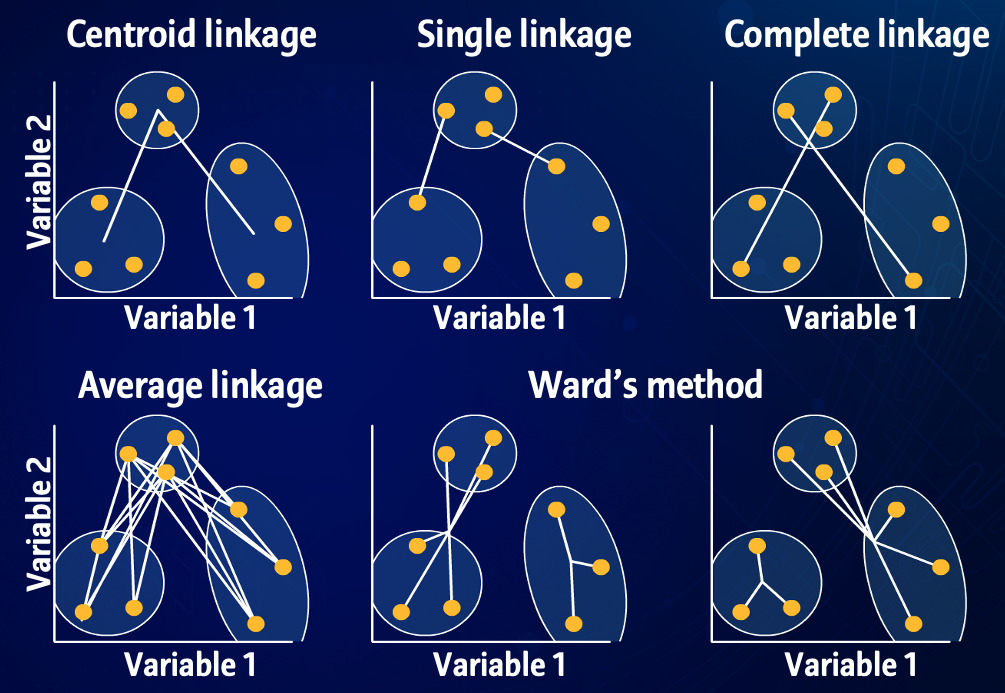 Centroid linkage
Single linkage
Complete linkage
Variable 2
Variable 1
Variable 1
Variable 1
Average linkage
Ward’s method
Variable 2
Variable 1
Variable 1
Variable 1